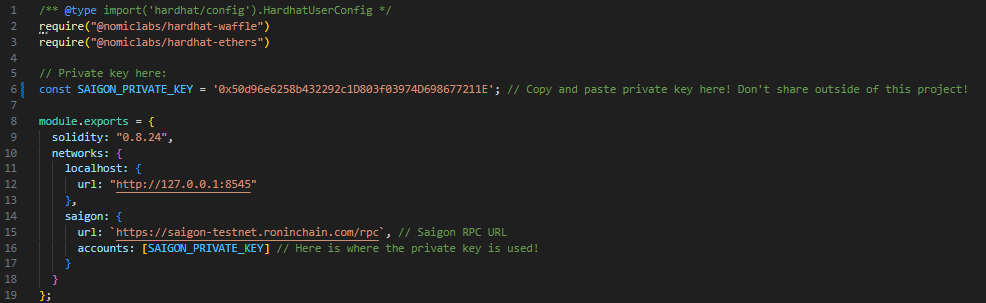 1 /** @type import('hardhat/config').HardhatUserConfig */
2 require("@nomiclabs/hardhat-waffle")
3 require("@nomiclabs/hardhat-ethers")
4
5 // Private key here:
6 const SAIGON_PRIVATE_KEY = '0x50d96e6258b432292c1D803f03974D698677211E'; // Copy and paste private key here! Don't share outside of this project!
7
8 module.exports = {
9 solidity: "0.8.24",
10 networks: {
11 localhost: {
12 url: "http://127.0.0.1:8545"
13 },
14 saigon: {
15 url: `https://saigon-testnet.roninchain.com/rpc`, // Saigon RPC URL
16 accounts: [SAIGON_PRIVATE_KEY] // Here is where the private key is used!
17 }
18 }
19 };